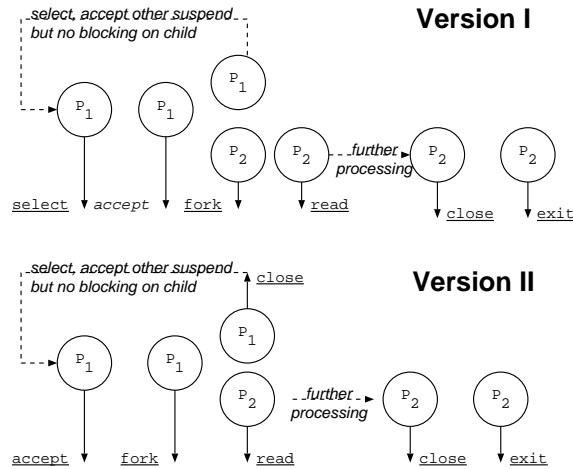 select, accept other suspend
but no blocking on child
Version I
P1
P1
P1
P2
P2
further
processing
P2
P2
select
accept
fork
read
close
exit
select, accept other suspend
but no blocking on child
close
Version II
P1
P1
P1
P2
further
processing
P2
P2
accept
fork
read
close
exit